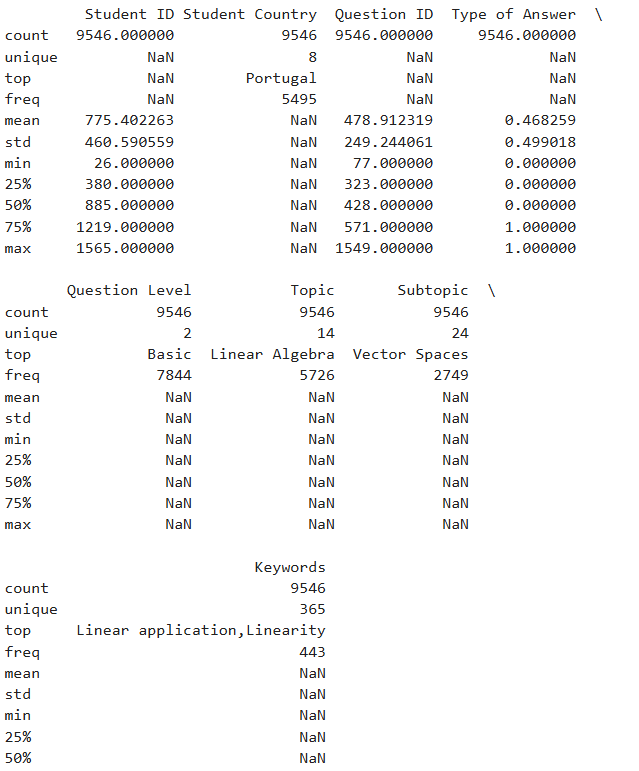 Student ID Student Country Question ID Type of Answer \
count 9546.000000 9546 9546.000000 9546.000000
unique NaN 8 NaN NaN
top NaN Portugal NaN NaN
freq NaN 5495 NaN NaN
mean 775.402263 NaN 478.912319 0.468259
std 460.590559 NaN 249.244061 0.499018
min 26.000000 NaN 77.000000 0.000000
25% 380.000000 NaN 323.000000 0.000000
50% 885.000000 NaN 428.000000 0.000000
75% 1219.000000 NaN 571.000000 1.000000
max 1565.000000 NaN 1549.000000 1.000000
Question Level Topic Subtopic \
count 9546 9546 9546
unique 2 14 24
top Basic Linear Algebra Vector Spaces
freq 7844 5726 2749
mean NaN NaN NaN
std NaN NaN NaN
min NaN NaN NaN
25% NaN NaN NaN
50% NaN NaN NaN
75% NaN NaN NaN
max NaN NaN NaN
Keywords
count 9546
unique 365
top Linear application,Linearity
freq 443
mean NaN
std NaN
min NaN
25% NaN
50% NaN